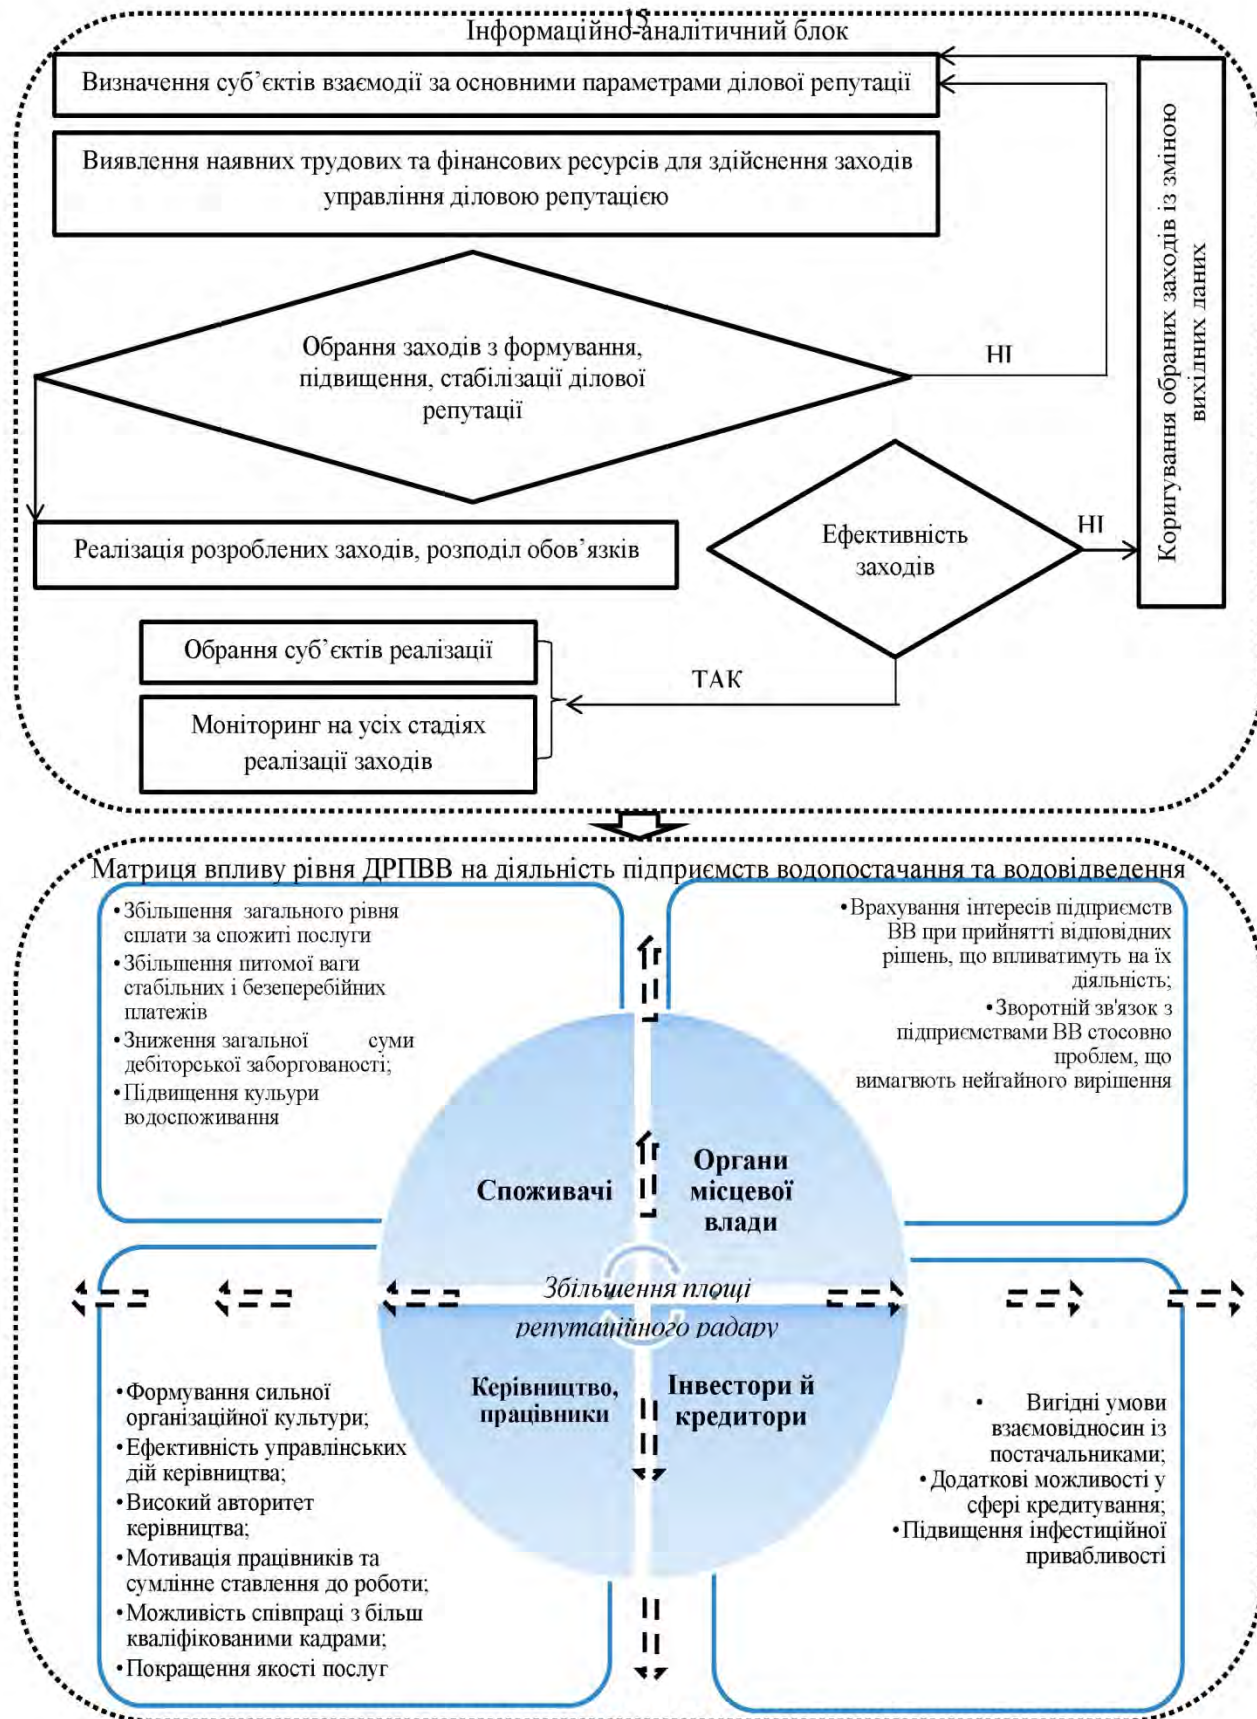 15
Інформаційно-аналітичний блок
Визначення суб’єктів взаємодії за основними параметрами ділової репутації
Виявлення наявних трудових та фінансових ресурсів для здійснення заходів
управління діловою репутацією
Обрання заходів з формування,
підвищення, стабілізації ділової
репутації
НІ
Коригування обраних заходів із зміною
вихідних даних
Реалізація розроблених заходів, розподіл обов’язків
Ефективність
заходів
НІ
Обрання суб’єктів реалізації
ТАК
Моніторинг на усіх стадіях
реалізації заходів
Матриця впливу рівня ДРПВВ на діяльність підприємств водопостачання та водовідведення
•Збільшення загального рівня
сплати за спожиті послуги
•Збільшення питомої ваги
стабільних і безеперебійних
платежів
•Зниження загальної суми
дебіторської заборгованості;
•Підвищення кульури
водоспоживання
•Врахування інтересів підприємств
ВВ при прийнятті відповідних
рішень, що впливатимуть на їх
діяльність;
•Зворотній зв'язок з
підприємствами ВВ стосовно
проблем, що
вимагвють нейгайного вирішення
Споживачі
Органи
місцевої
влади
Збільшення площі
репутаційного радару
Керівництво,
працівники
Інвестори й
кредитори
•Формування сильної
організаційної культури;
•Ефективність управлінських
дій керівництва;
•Високий авторитет
керівництва;
•Мотивація працівників та
сумлінне ставлення до роботи;
•Можливість співпраці з більш
кваліфікованими кадрами;
•Покращення якості послуг
• Вигідні умови
взаємовідносин із
постачальниками;
•Додаткові можливості у
сфері кредитування;
•Підвищення інфестиційної
привабливості